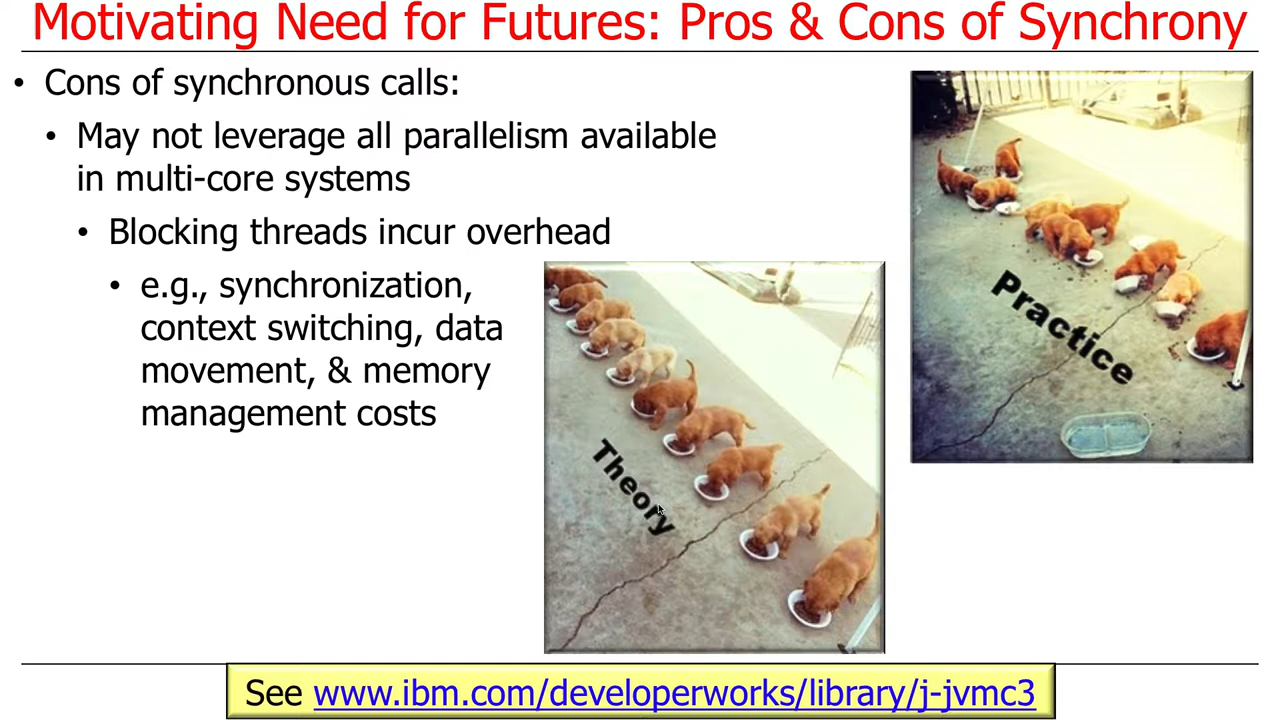 Motivating Need for Futures: Pros & Cons of Synchrony
• Cons of synchronous calls:
• May not leverage all parallelism available
in multi-core systems
• Blocking threads incur overhead
• e.g., synchronization,
context switching, data
movement, & memory
management costs
Theory
Practice
See www.ibm.com/developerworks/library/j-jvmc3